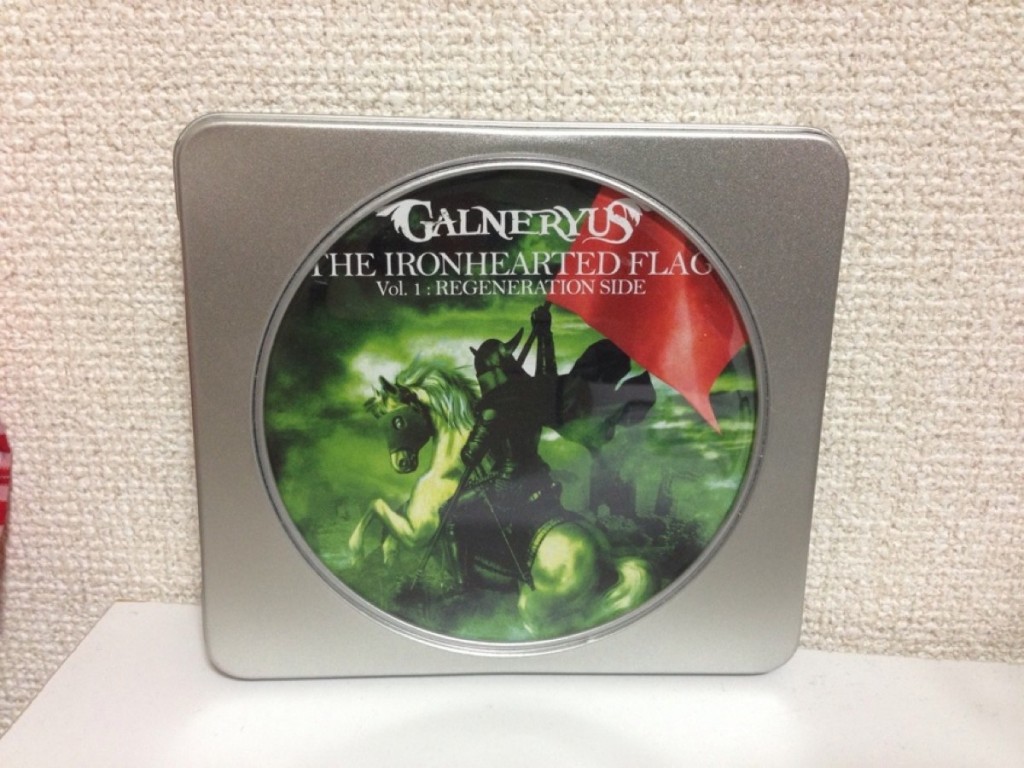 GALNERYUS
THE IRONHEARTED FLAG
Vol. 1 : REGENERATION SIDE